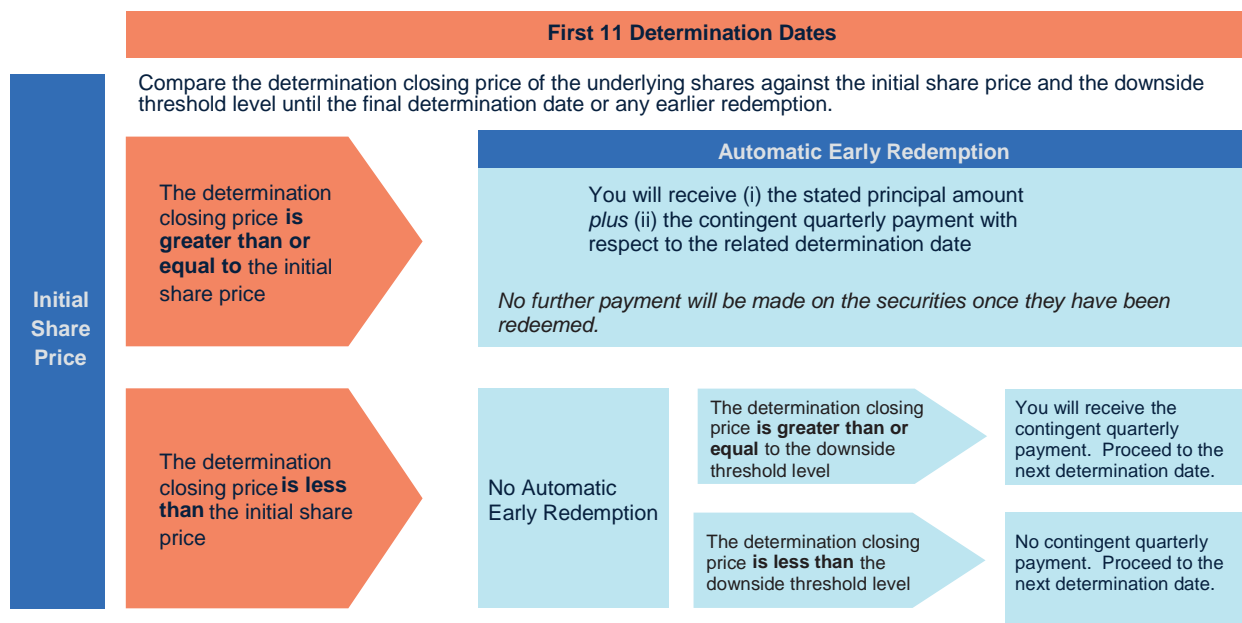 First 11 Determination Dates
Compare the determination closing price of the underlying shares against the initial share price and the downside
threshold level until the final determination date or any earlier redemption.
Initial
Share
Price
The determination
closing price is
greater than or
equal to the initial
share price
Automatic Early Redemption
You will receive (i) the stated principal amount
plus (ii) the contingent quarterly payment with
respect to the related determination date
No further payment will be made on the securities once they have been
redeemed.
The determination
closing price is less
than the initial share
price
No Automatic
Early Redemption
The determination closing
price is greater than or
equal to the downside
threshold level
You will receive the
contingent quarterly
payment.  Proceed to the
next determination date.
The determination closing
price is less than the
downside threshold level
No contingent quarterly
payment.  Proceed to the
next determination date.